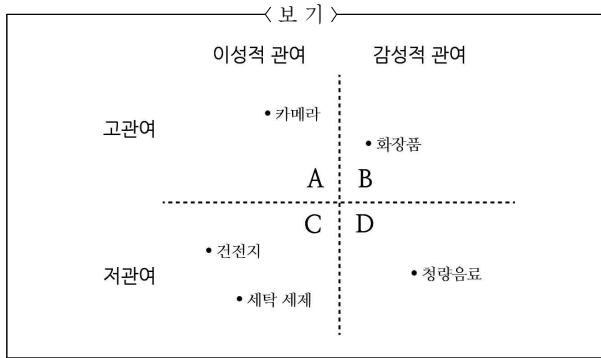 〈보 기〉
이성적 관여 감성적 관여
고관여
• 카메라
• 화장품
A B
C D
• 건전지
저관여
• 청량음료
• 세탁 세제